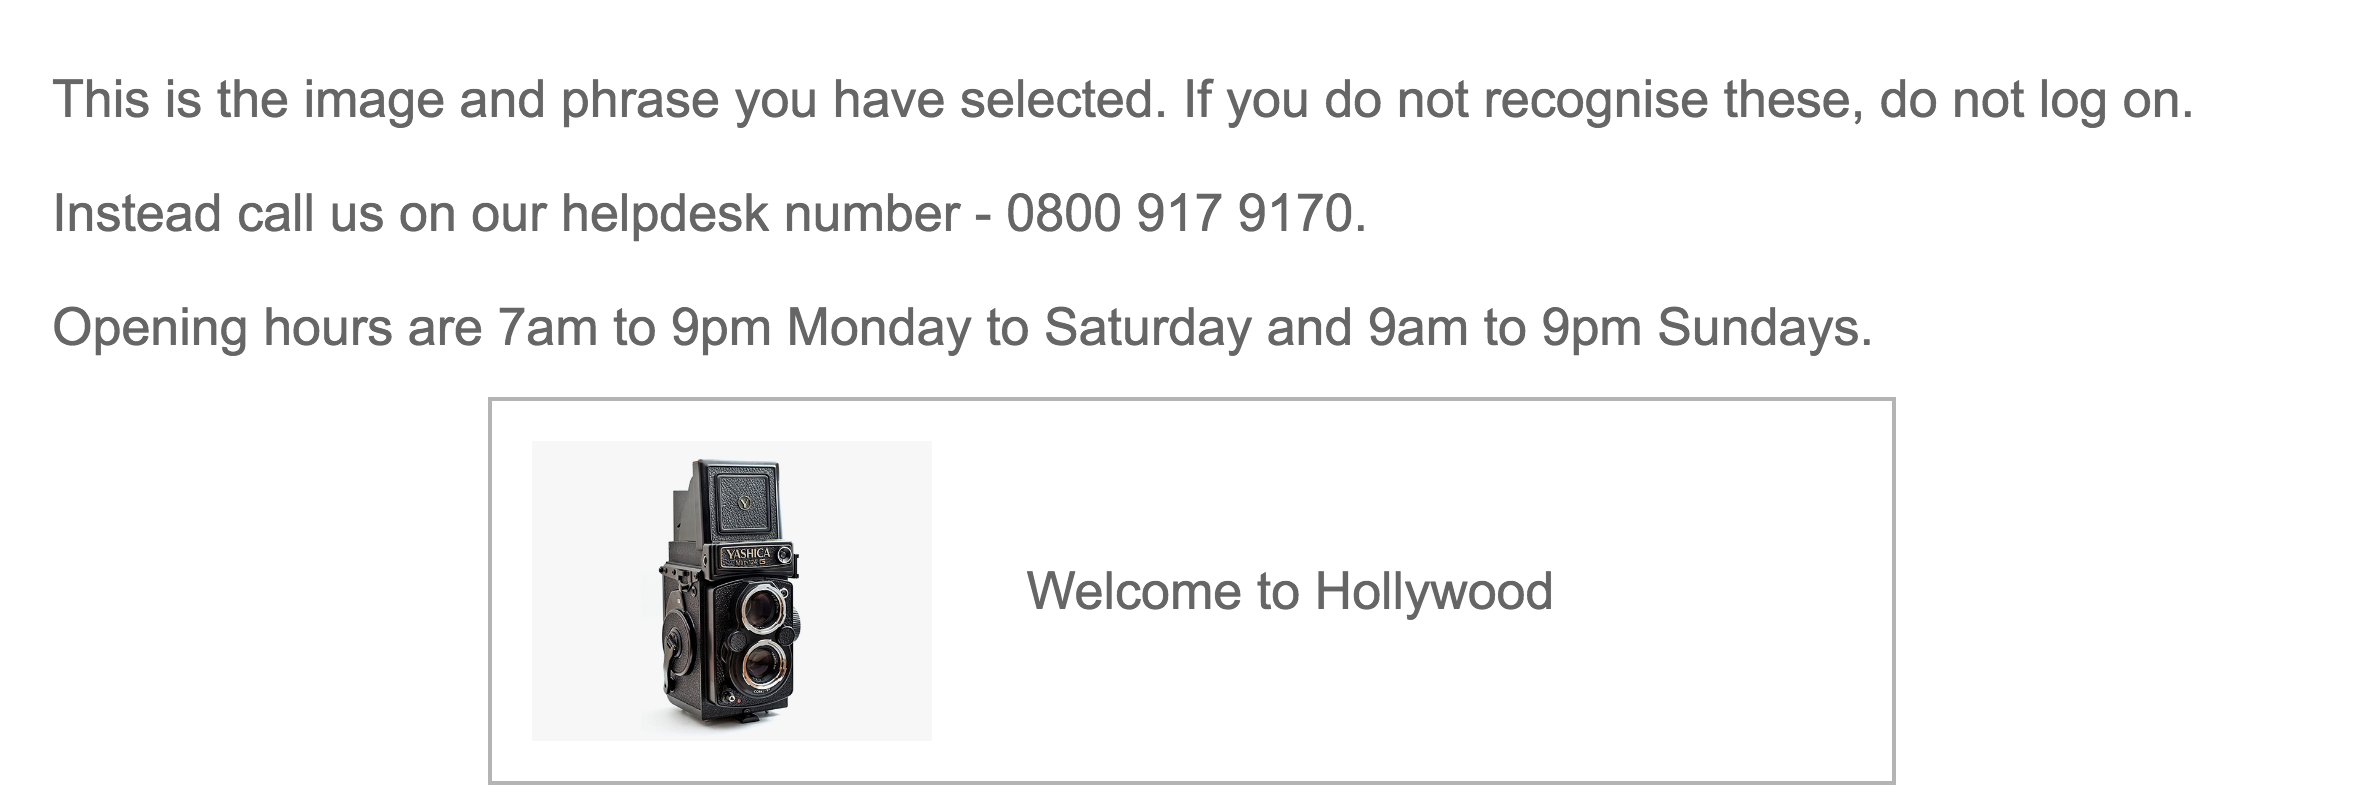 This is the image and phrase you have selected. If you do not recognise these, do not log on.
Instead call us on our helpdesk number - 0800 917 9170.
Opening hours are 7am to 9pm Monday to Saturday and 9am to 9pm Sundays.
YASHICA
Welcome to Hollywood